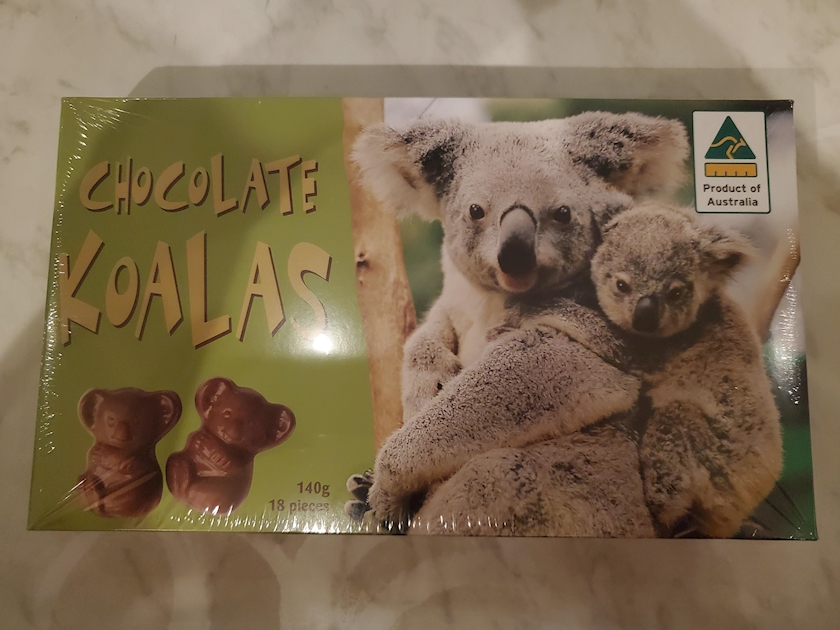 CHOCOLATE
KOALAS
140g
18 pieces
Product of
Australia